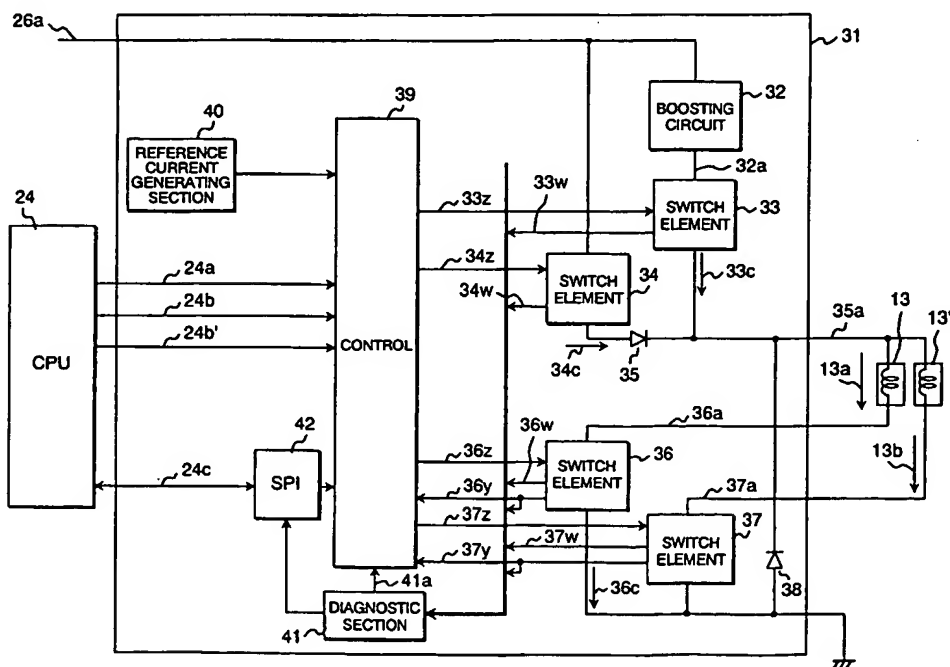 26a
31
32
BOOSTING
CIRCUIT
32a
40
REFERENCE
CURRENT
GENERATING
SECTION
39
33z
33w
SWITCH
ELEMENT
33
33c
24
CPU
24a
24b
24b'
CONTROL
34z
34w
SWITCH
ELEMENT
34
34c
35
35a
13
13'
13a
13b
36a
42
SPI
24c
36z
36w
36y
SWITCH
ELEMENT
36
37a
37z
37w
37y
SWITCH
ELEMENT
37
36c
38
41a
DIAGNOSTIC
SECTION
41